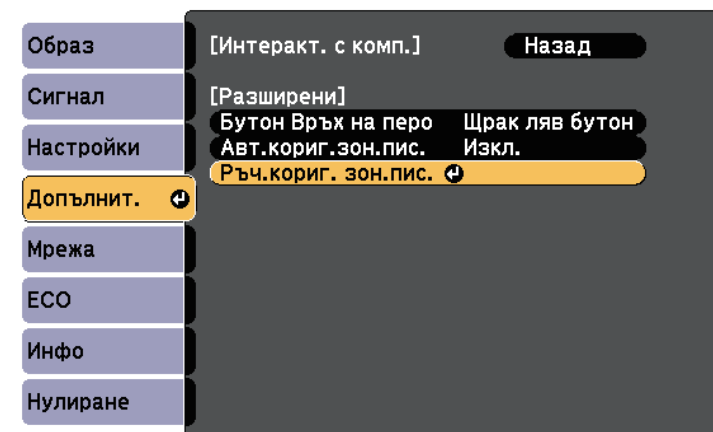 Образ
Сигнал
Настройки
Допълнит.
Мрежа
ECO
Инфо
Нулиране
[Интеракт. с комп.] Назад
[Разширени]
Бутон Връх на перо Щрак ляв бутон
Авт.кориг.зон.пис. Изкл.
Ръч.кориг. зон.пис.